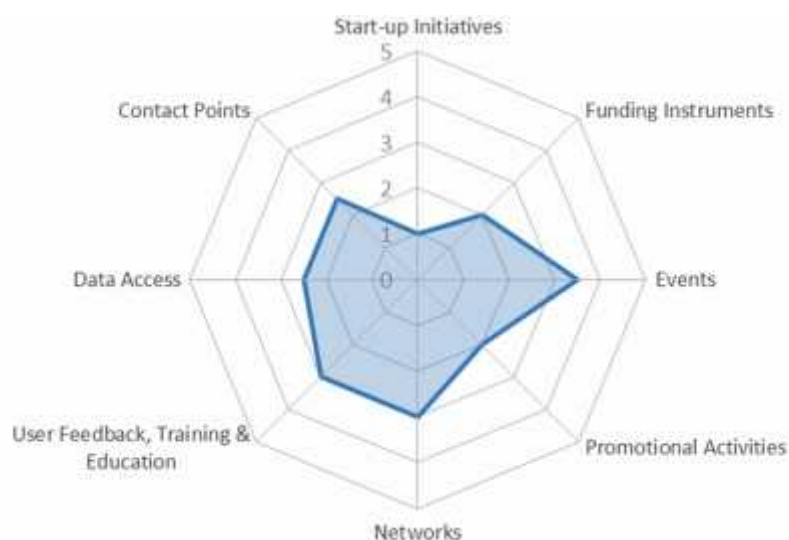 Start-up Initiatives
5
Contact Points
Funding Instruments
4
3
2
1
Data Access
0
Events
User Feedback, Training &
Education
Promotional Activities
Networks